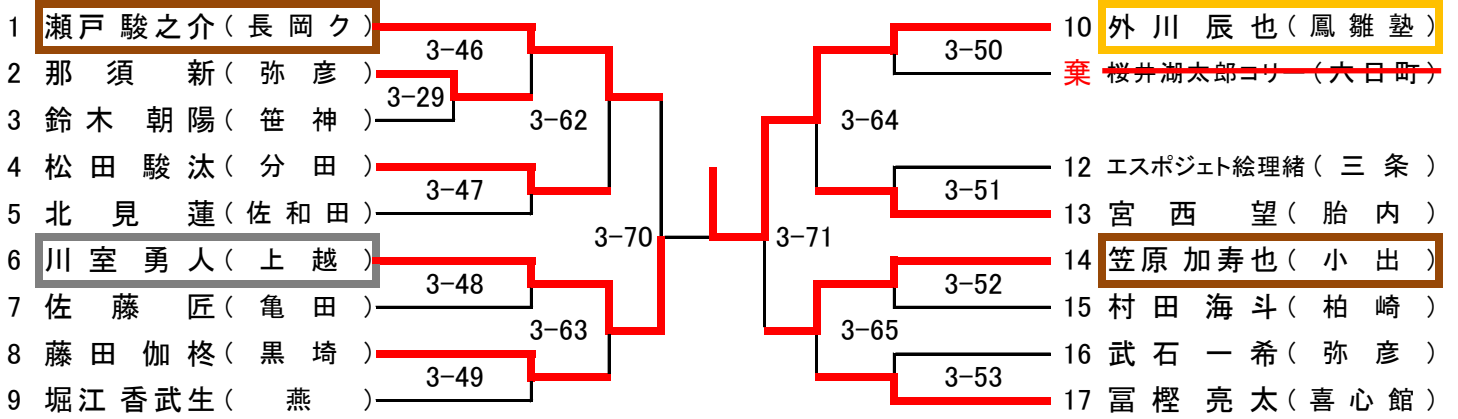 1 瀬戸 駿之介(長岡ク)
2 那須 新(弥彦)
3 鈴木 朝陽(笹神)
4 松田 駿汰(分田)
5 北見 蓮(佐和田)
6 川室 勇人(上越)
7 佐藤 匠(亀田)
8 藤田 伽柊(黒埼)
9 堀江 香武生(燕)
3-46
3-29
3-47
3-48
3-49
3-62
3-63
3-70
3-71
3-64
3-65
3-50
3-51
3-52
3-53
10 外川 辰也(鳳雛塾)
棄 桜井湖太郎コリー(六日町)
12 エスポジェト絵理緒(三条)
13 宮西 望(胎内)
14 笠原 加寿也(小出)
15 村田 海斗(柏崎)
16 武石 一希(弥彦)
17 冨樫 亮太(喜心館)